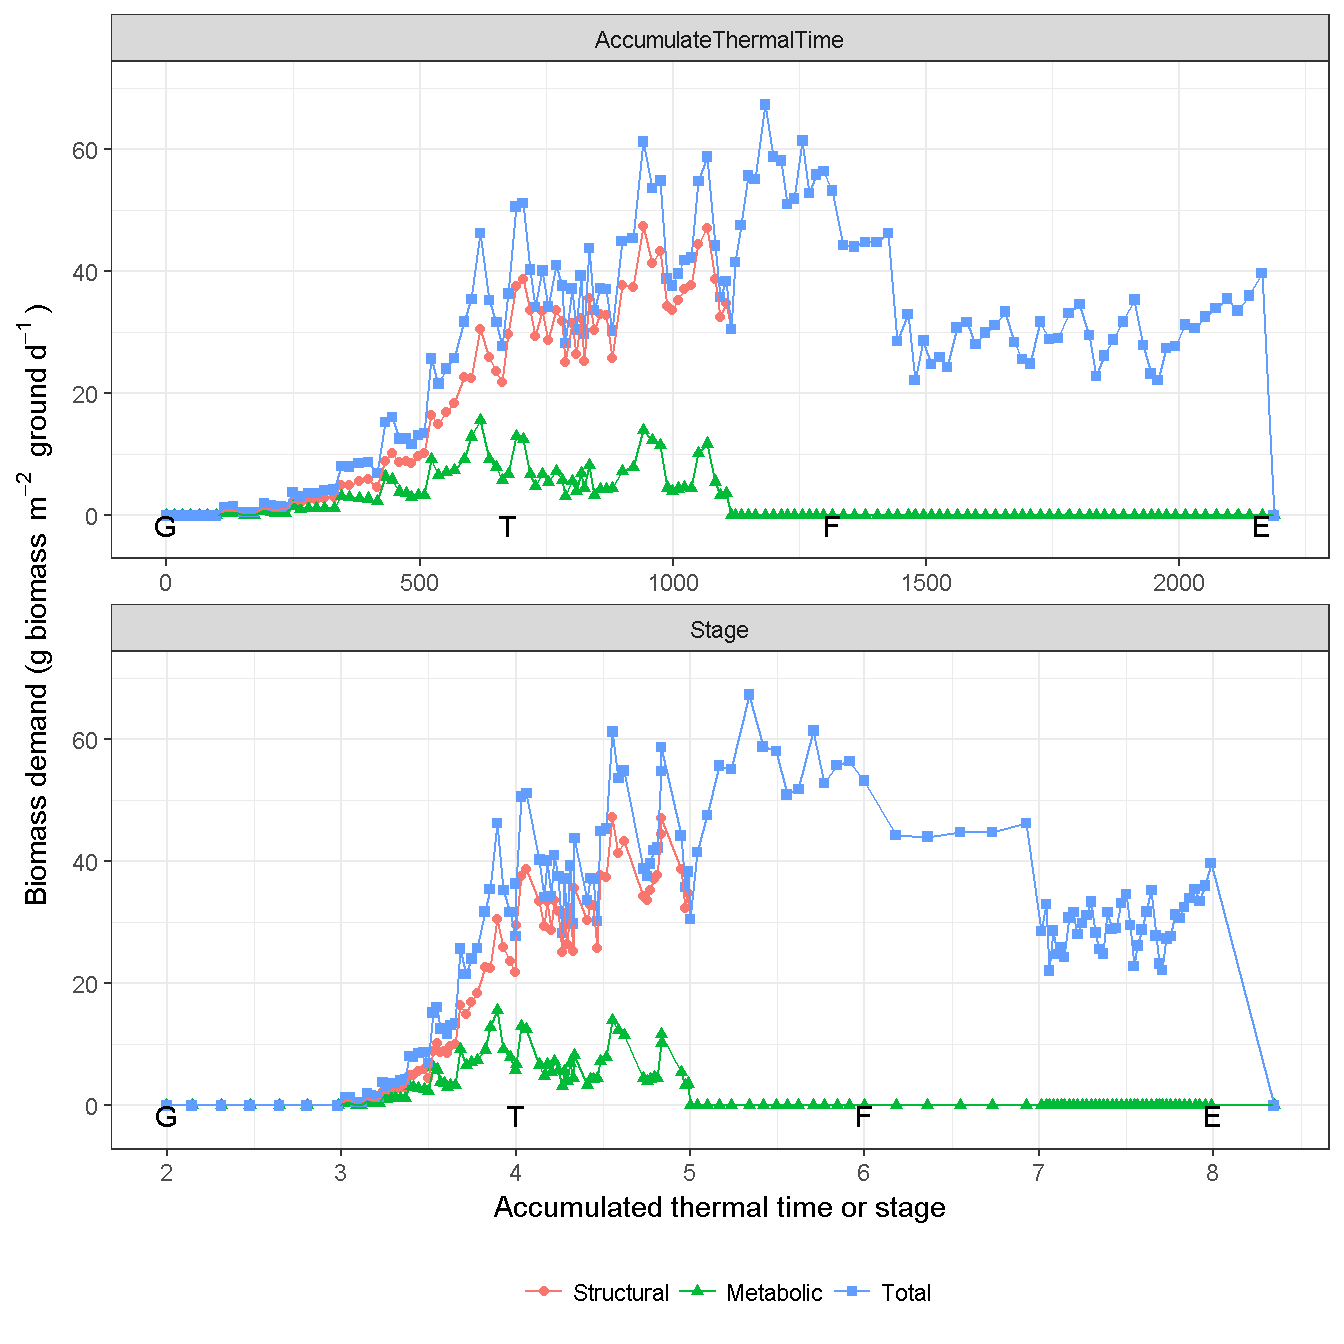 AccumulateThermalTime
60
40
20
0
G T F E
0 500 1000 1500 2000
Stage
60
40
20
0
G T F E
2 3 4 5 6 7 8
Biomass demand (g biomass m⁻² ground d⁻¹ )
Accumulated thermal time or stage
Structural Metabolic Total